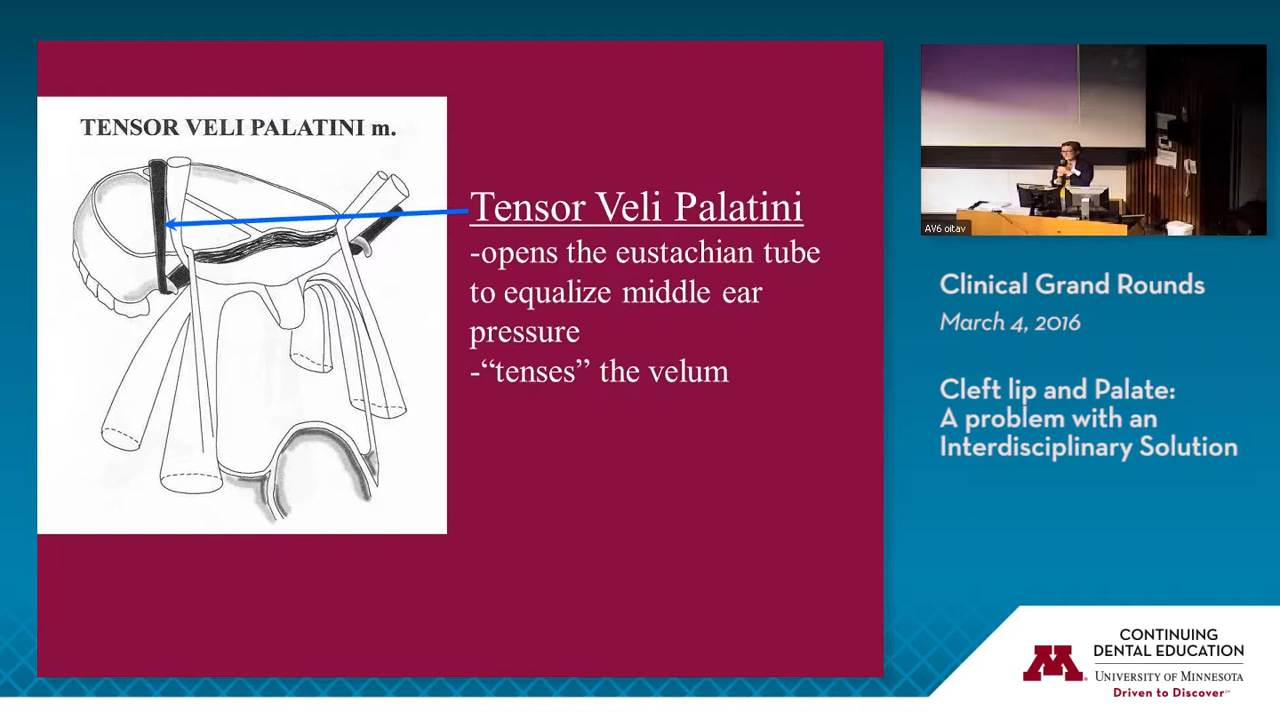 TENSOR VELI PALATINI m.
Tensor Veli Palatini
-opens the eustachian tube
to equalize middle ear
pressure
-“tenses” the velum
AV6 oitav
Clinical Grand Rounds
March 4, 2016
Cleft lip and Palate:
A problem with an
Interdisciplinary Solution
M
CONTINUING
DENTAL EDUCATION
UNIVERSITY OF MINNESOTA
Driven to Discover℠